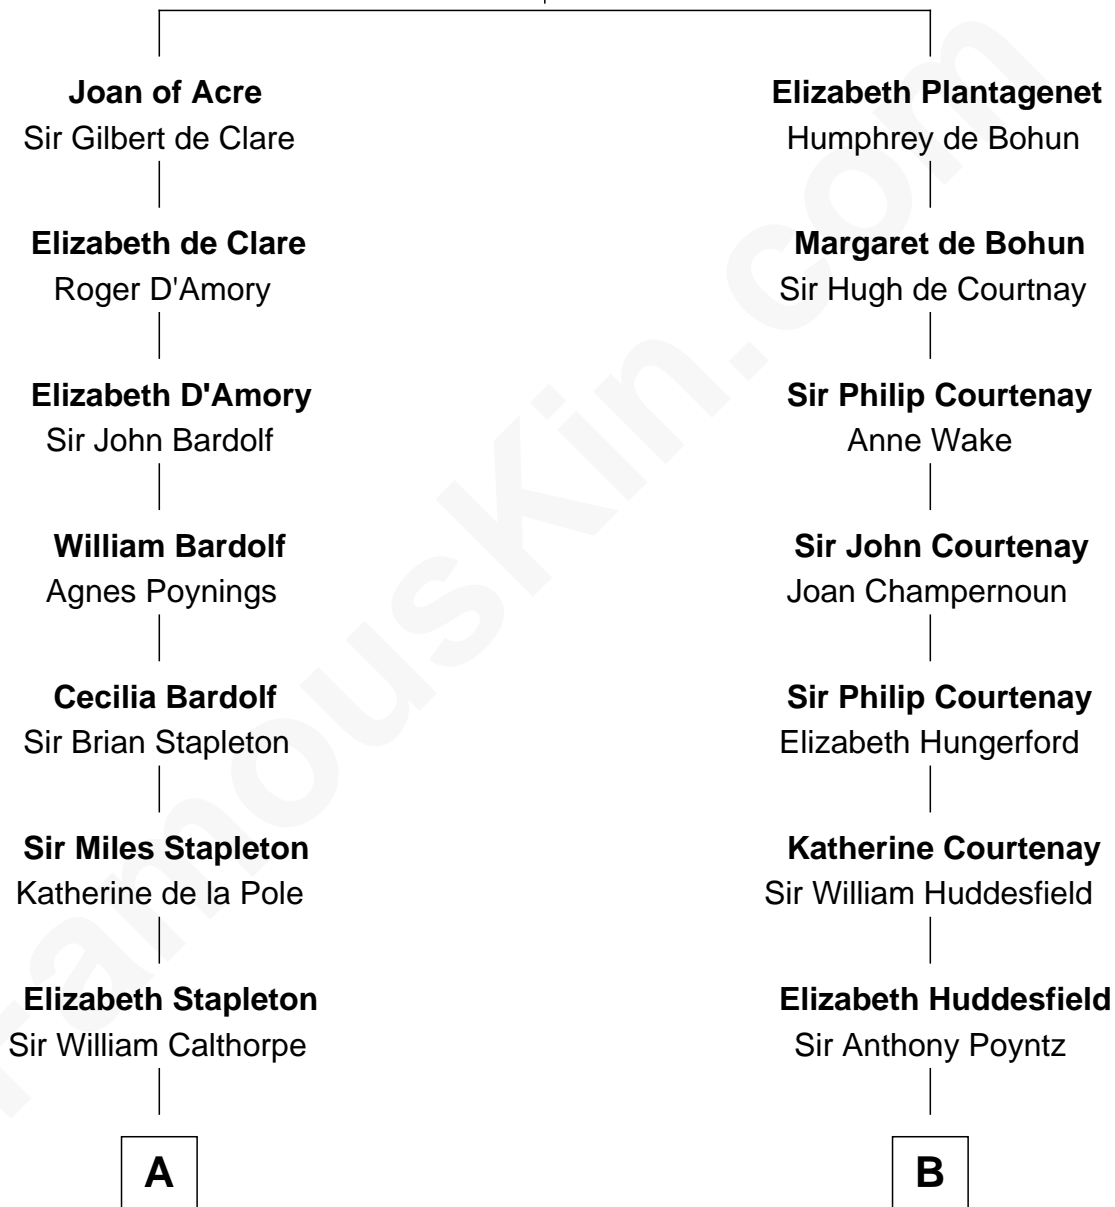 Joan of Acre
Sir Gilbert de Clare
Elizabeth de Clare
Roger D'Amory
Elizabeth D'Amory
Sir John Bardolf
William Bardolf
Agnes Poynings
Cecilia Bardolf
Sir Brian Stapleton
Sir Miles Stapleton
Katherine de la Pole
Elizabeth Stapleton
Sir William Calthorpe
A
Elizabeth Plantagenet
Humphrey de Bohun
Margaret de Bohun
Sir Hugh de Courtnay
Sir Philip Courtenay
Anne Wake
Sir John Courtenay
Joan Champernoun
Sir Philip Courtenay
Elizabeth Hungerford
Katherine Courtenay
Sir William Huddesfield
Elizabeth Huddesfield
Sir Anthony Poyntz
B
FamousKin.com